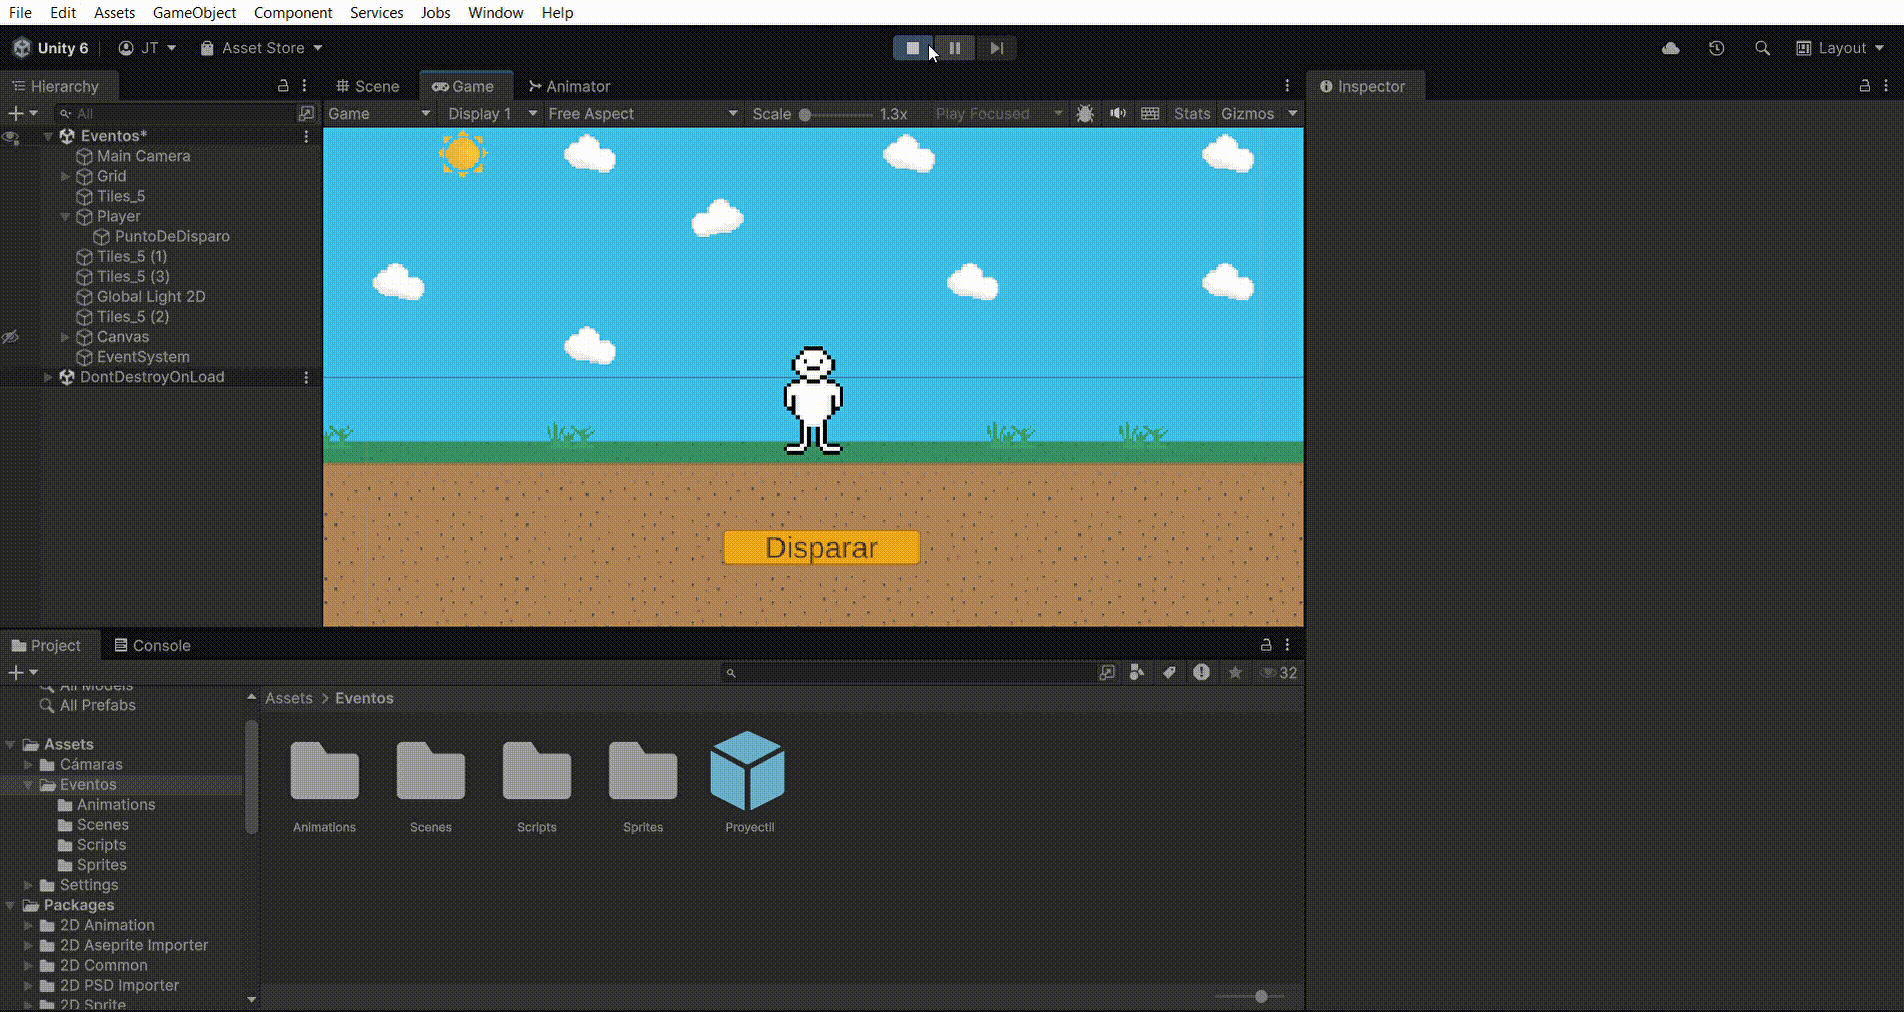 File Edit Assets GameObject Component Services Jobs Window Help
Unity 6 JT Asset Store Layout
Hierarchy Scene Game Animator Inspector
All Game Display 1 Free Aspect Scale 1.3x Play Focused Stats Gizmos
Eventos*
Main Camera
Grid
Tiles_5
Player
PuntoDeDisparo
Tiles_5 (1)
Tiles_5 (3)
Global Light 2D
Tiles_5 (2)
Canvas
EventSystem
DontDestroyOnLoad
Disparar
Project Console
32
All Models
All Prefabs
Assets
Cámaras
Eventos
Animations
Scenes
Scripts
Sprites
Settings
Packages
2D Animation
2D Aseprite Importer
2D Common
2D PSD Importer
2D Sprite
Assets > Eventos
Animations Scenes Scripts Sprites Proyectil